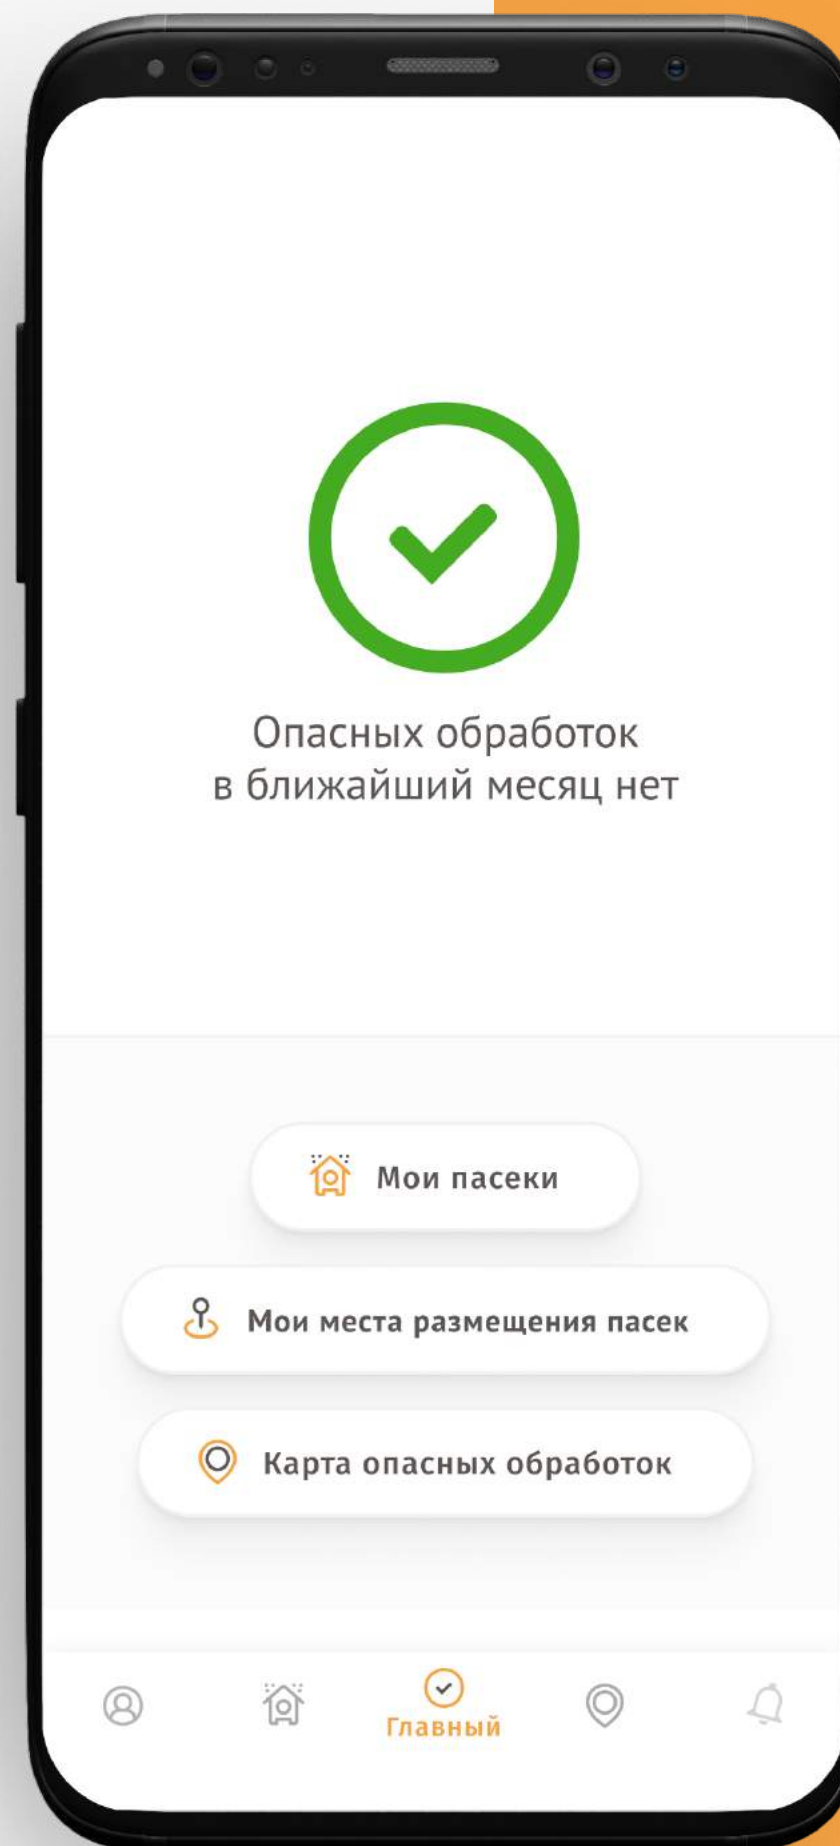 Опасных обработок
в ближайший месяц нет
Мои пасеки
Мои места размещения пасек
Карта опасных обработок
Главный